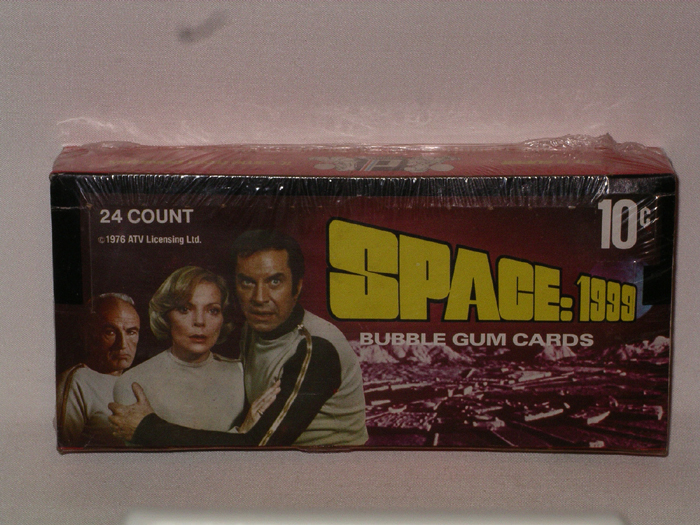 24 COUNT
©1976 ATV Licensing Ltd.
10¢
SPACE: 1999
BUBBLE GUM CARDS